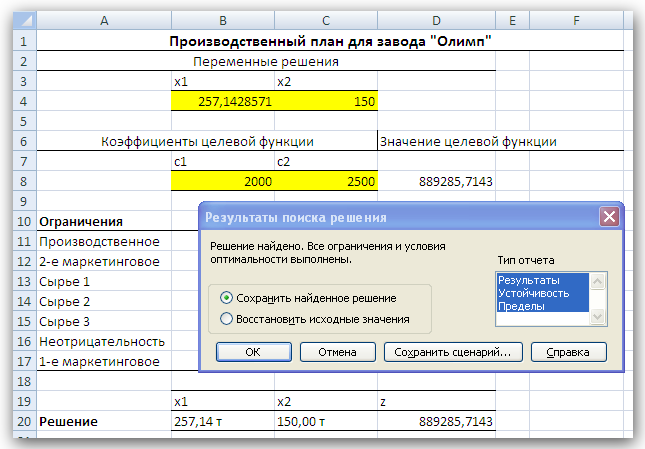 A B C D E F
1 Производственный план для завода "Олимп"
2 Переменные решения
3 x1 x2
4 257,1428571 150
5
6 Коэффициенты целевой функции Значение целевой функции
7 c1 c2
8 2000 2500 889285,7143
9
10 Ограничения
11 Производственное
12 2-е маркетинговое
13 Сырье 1
14 Сырье 2
15 Сырье 3
16 Неотрицательность
17 1-е маркетинговое
Результаты поиска решения
Решение найдено. Все ограничения и условия
оптимальности выполнены.
Тип отчета
Результаты
Устойчивость
Пределы
Сохранить найденное решение
Восстановить исходные значения
ОК Отмена Сохранить сценарий... Справка
18
19 x1 x2 z
20 Решение 257,14 т 150,00 т 889285,7143